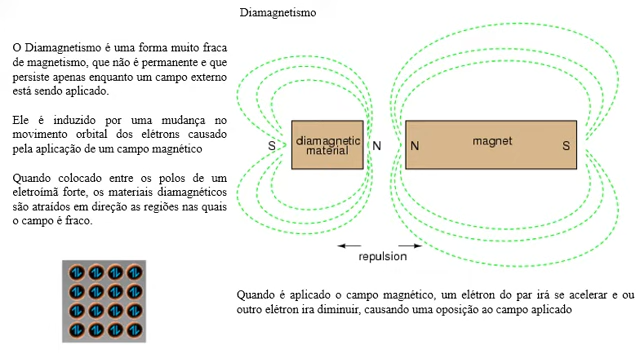 Diamagnetismo
O Diamagnetismo é uma forma muito fraca
de magnetismo, que não é permanente e que
persiste apenas enquanto um campo externo
está sendo aplicado.
Ele é induzido por uma mudança no
movimento orbital dos elétrons causado
pela aplicação de um campo magnético
Quando colocado entre os polos de um
eletroímã forte, os materiais diamagnéticos
são atraídos em direção as regiões nas quais
o campo é fraco.
S
diamagnetic
material
N
N
magnet
S
repulsion
Quando é aplicado o campo magnético, um elétron do par irá se acelerar e ou
outro elétron ira diminuir, causando uma oposição ao campo aplicado